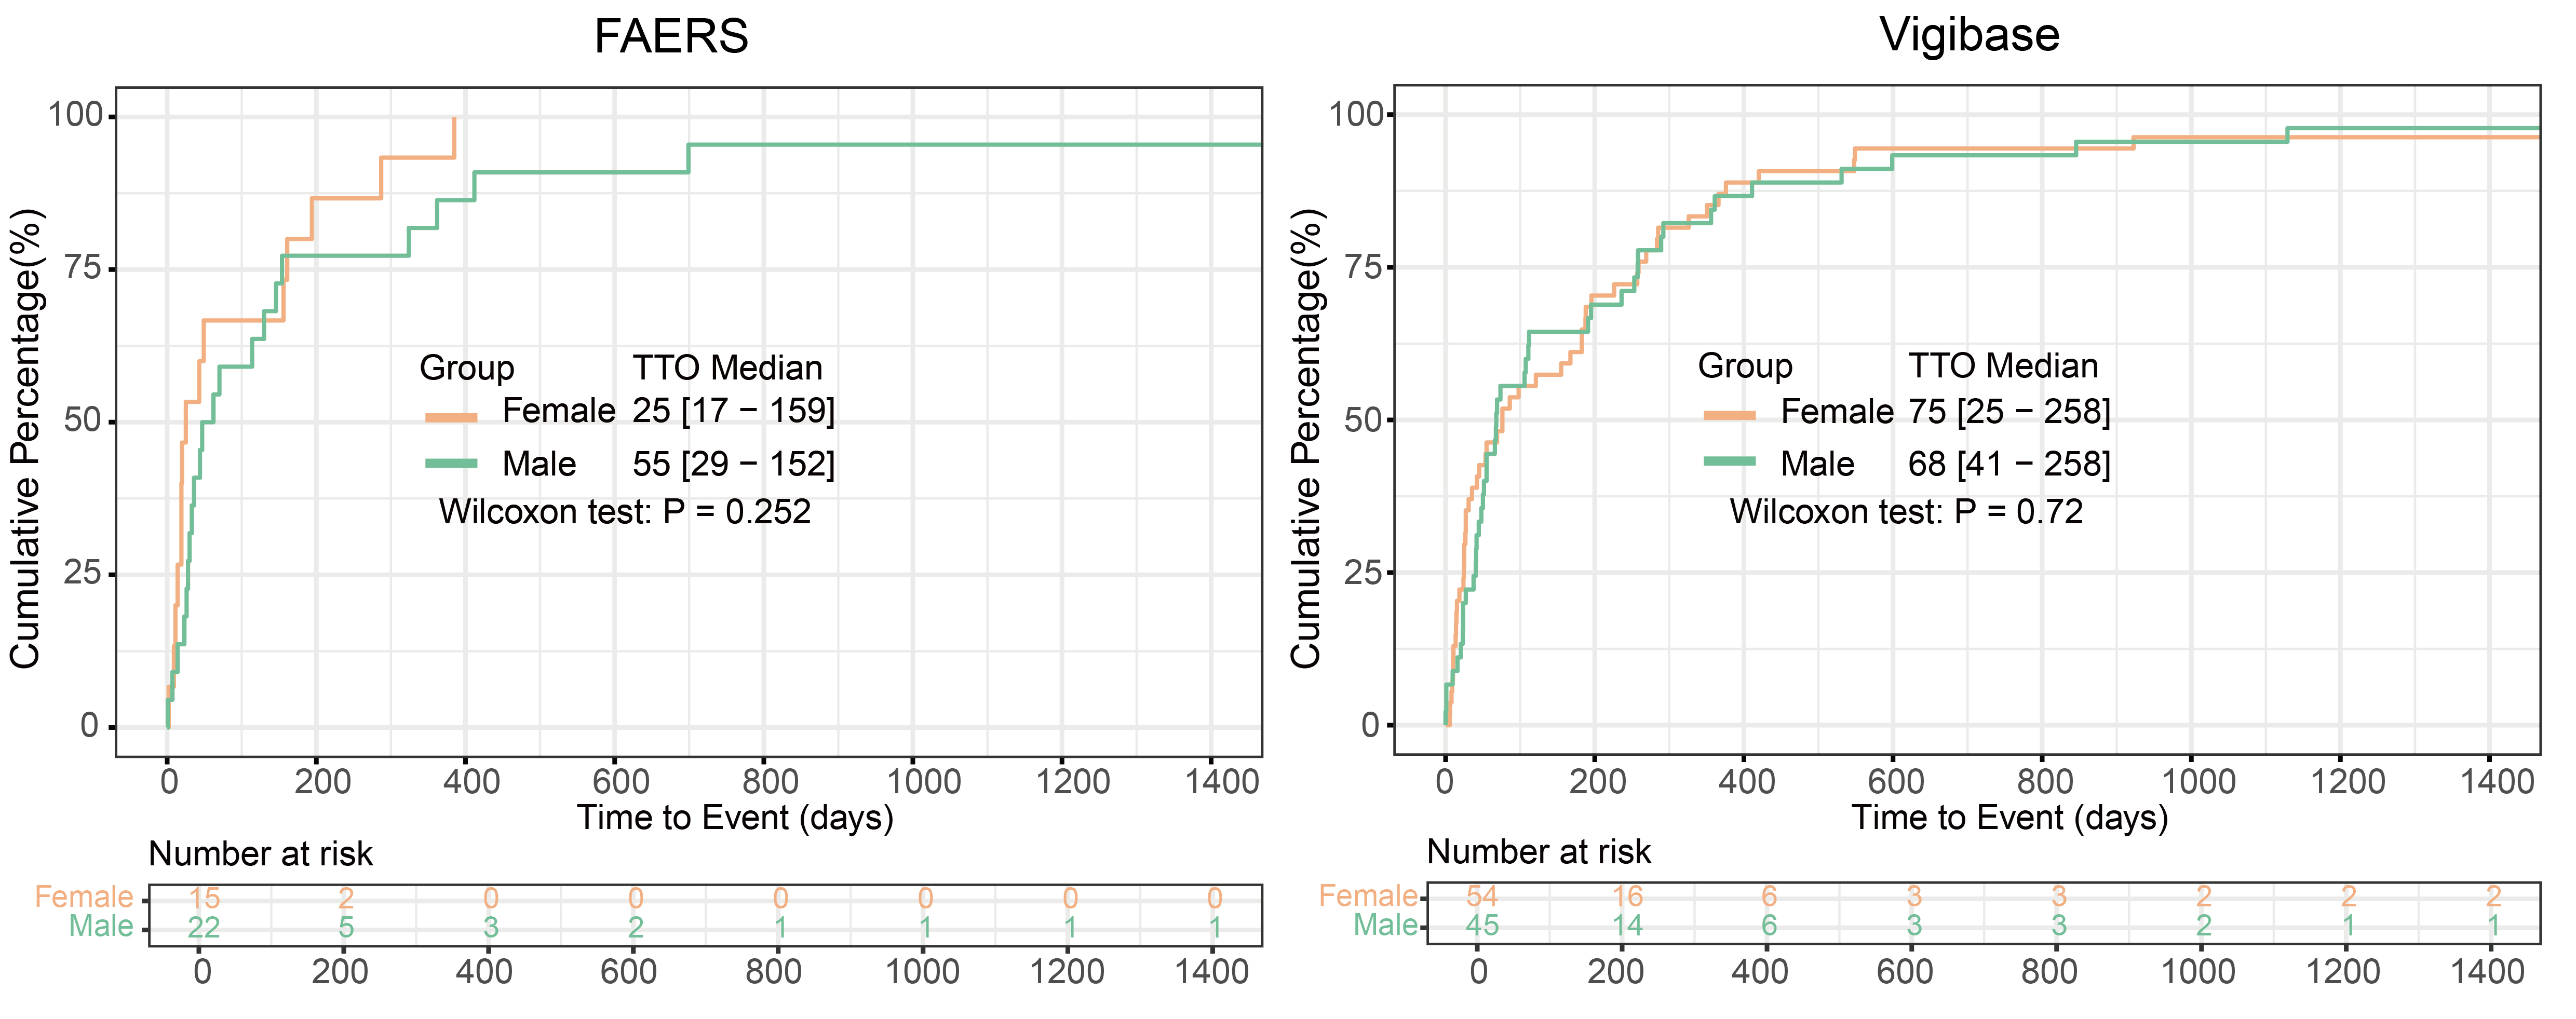 FAERS
Cumulative Percentage(%)
100
75
50
25
0
Group TTO Median
Female 25 [17 − 159]
Male 55 [29 − 152]
Wilcoxon test: P = 0.252
0 200 400 600 800 1000 1200 1400
Time to Event (days)
Number at risk
Female 15 2 0 0 0 0 0 0
Male 22 5 3 2 1 1 1 1
0 200 400 600 800 1000 1200 1400
Vigibase
Cumulative Percentage(%)
100
75
50
25
0
Group TTO Median
Female 75 [25 − 258]
Male 68 [41 − 258]
Wilcoxon test: P = 0.72
0 200 400 600 800 1000 1200 1400
Time to Event (days)
Number at risk
Female 54 16 6 3 3 2 2 2
Male 45 14 6 3 3 2 1 1
0 200 400 600 800 1000 1200 1400